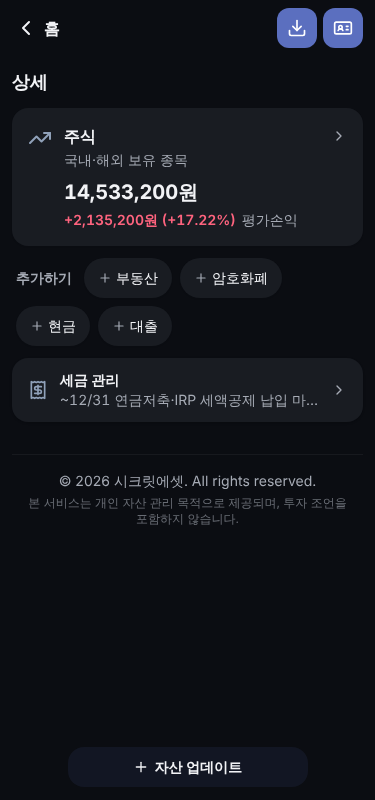 홈
상세
주식
국내·해외 보유 종목
14,533,200원
+2,135,200원 (+17.22%) 평가손익
추가하기 + 부동산 + 암호화폐
+ 현금 + 대출
세금 관리
~12/31 연금저축·IRP 세액공제 납입 마...
© 2026 시크릿에셋. All rights reserved.
본 서비스는 개인 자산 관리 목적으로 제공되며, 투자 조언을
포함하지 않습니다.
+ 자산 업데이트